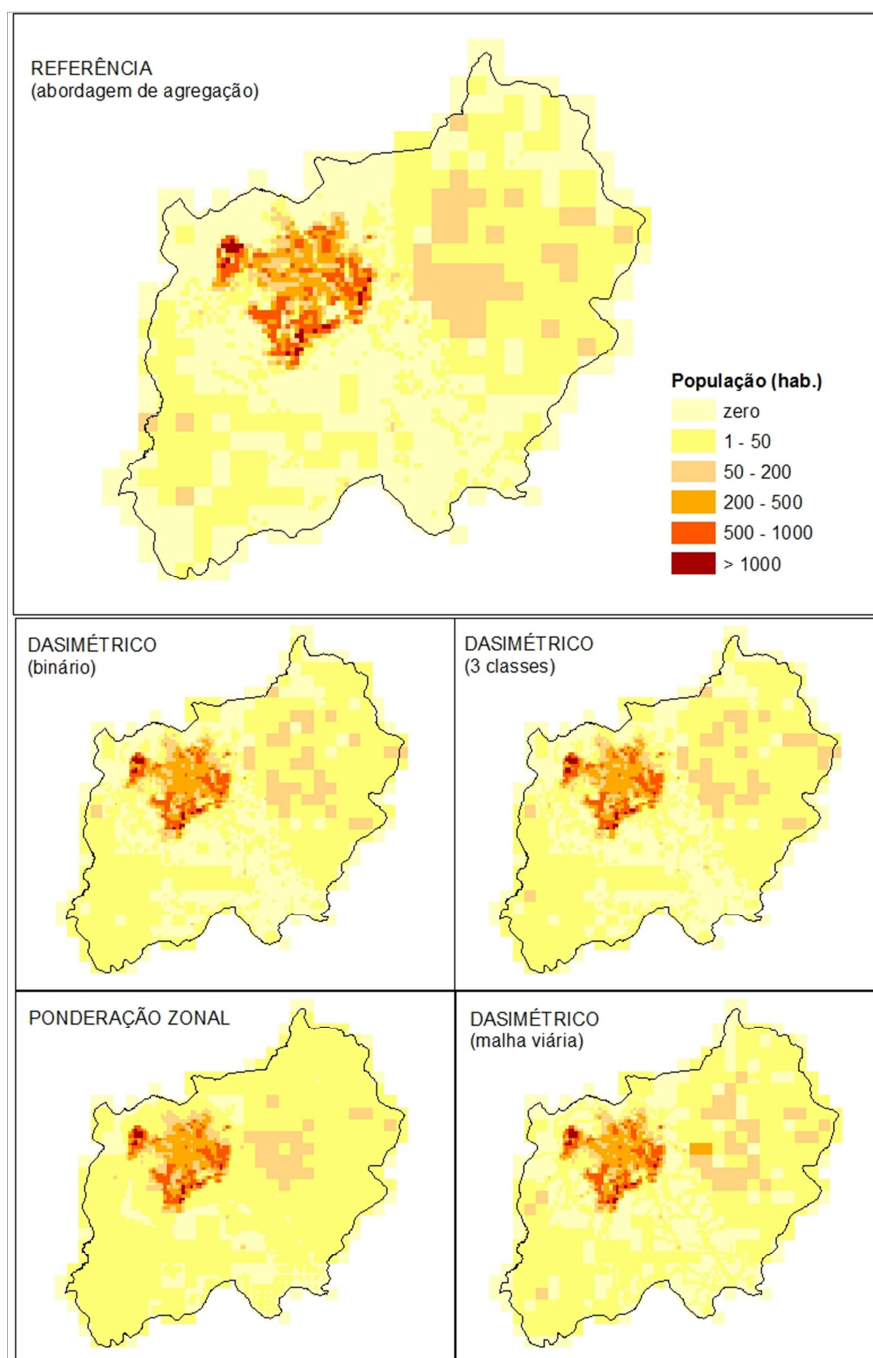 REFERÊNCIA
(abordagem de agregação)
População (hab.)
zero
1 - 50
50 - 200
200 - 500
500 - 1000
> 1000
DASIMÉTRICO
(binário)
DASIMÉTRICO
(3 classes)
PONDERAÇÃO ZONAL
DASIMÉTRICO
(malha viária)